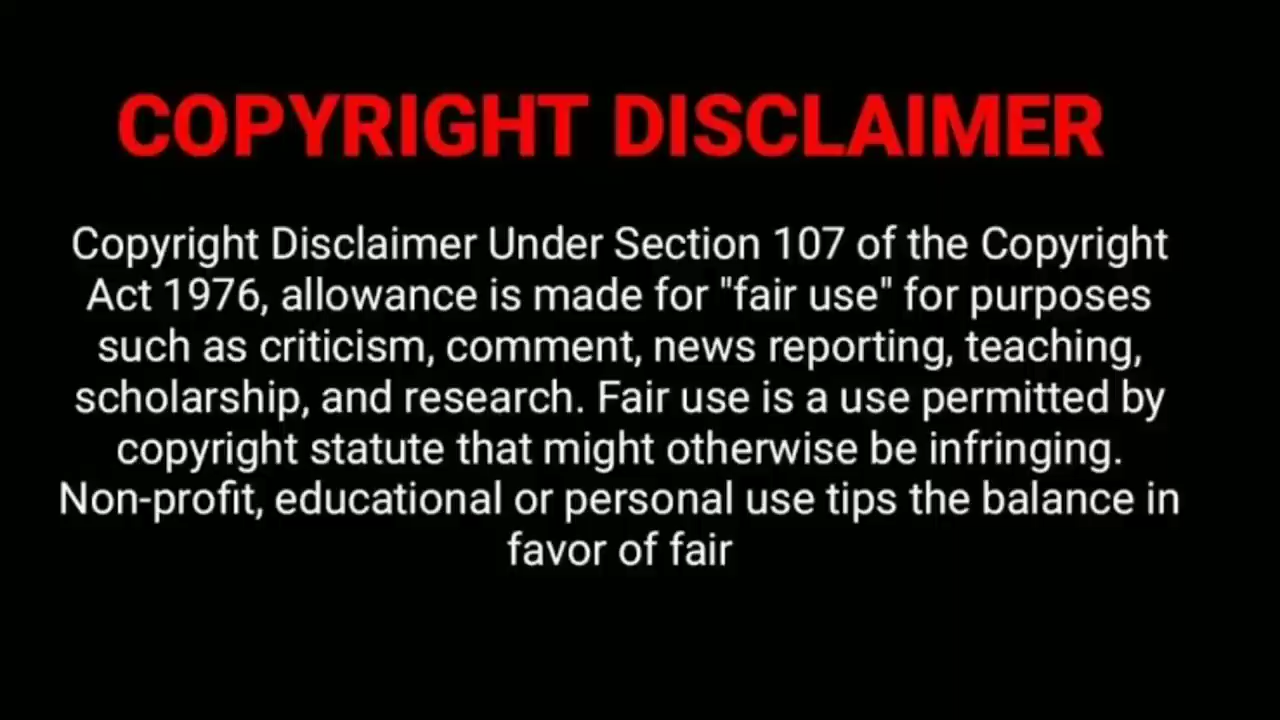 COPYRIGHT DISCLAIMER
Copyright Disclaimer Under Section 107 of the Copyright
Act 1976, allowance is made for "fair use" for purposes
such as criticism, comment, news reporting, teaching,
scholarship, and research. Fair use is a use permitted by
copyright statute that might otherwise be infringing.
Non-profit, educational or personal use tips the balance in
favor of fair